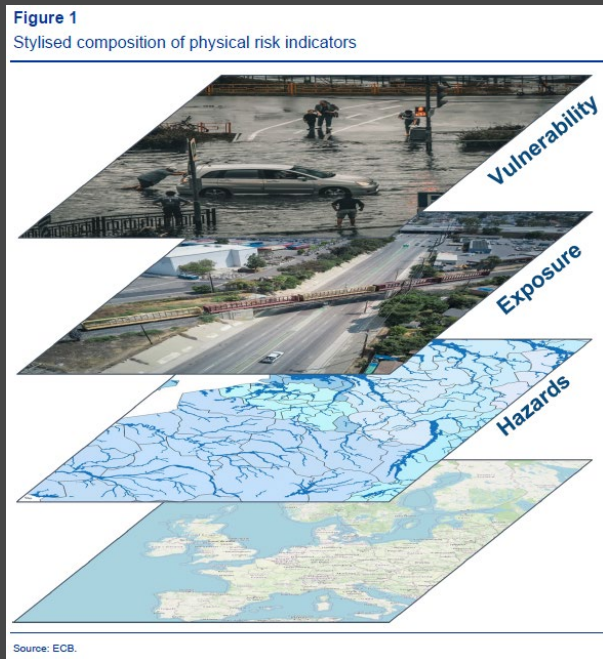 Figure 1
Stylised composition of physical risk indicators
Vulnerability
Exposure
Hazards
Source: ECB.